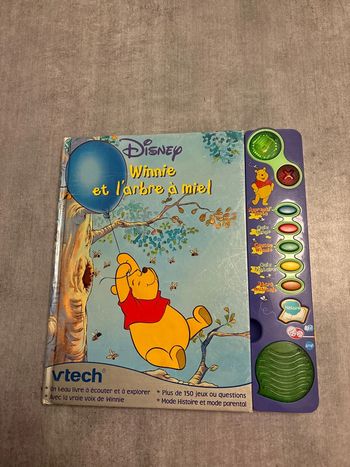 Disney
Winnie
et l'arbre à miel
vtech®
• Un beau livre à écouter et à explorer
• Avec la vraie voix de Winnie
• Plus de 150 jeux ou questions
• Mode Histoire et mode parental